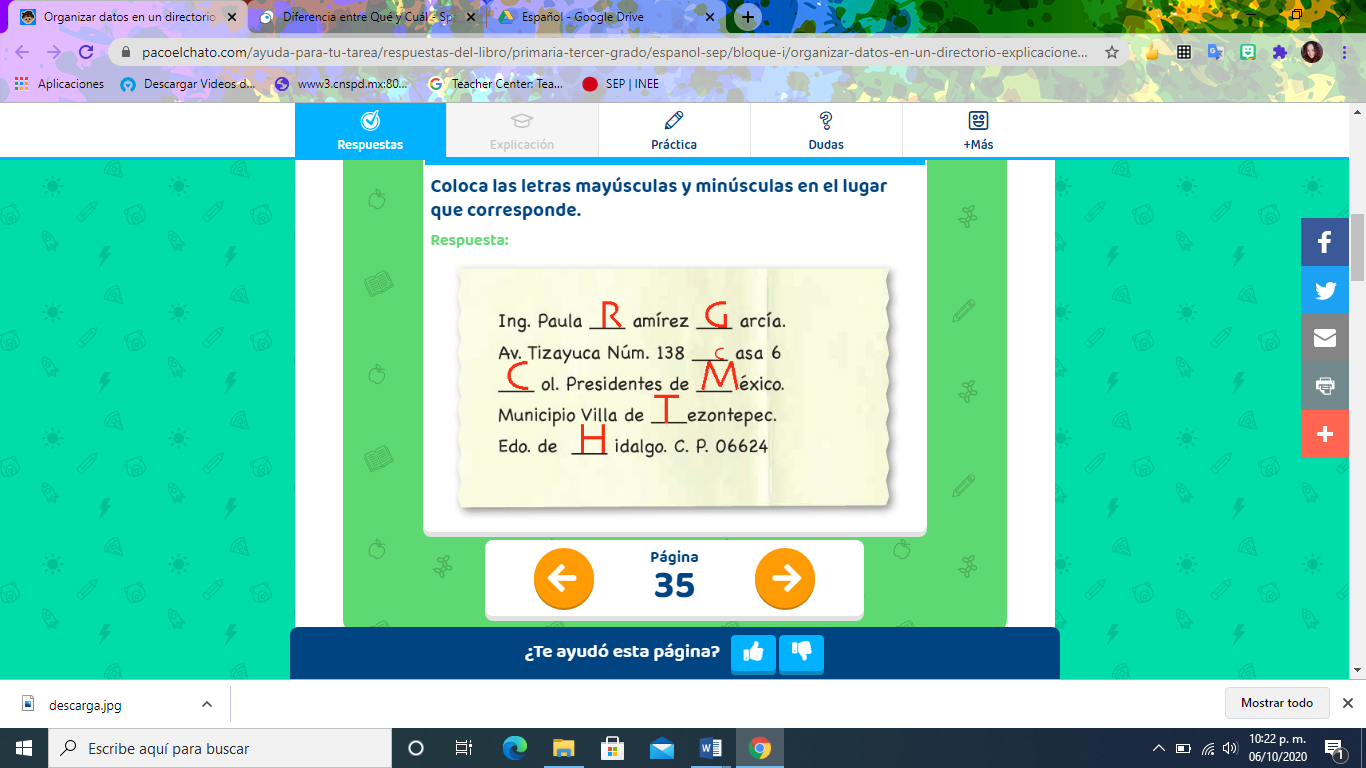 Organizar datos en un directorio
Diferencia entre Qué y Cuál - Spa
Español - Google Drive
pacoelchato.com/ayuda-para-tu-tarea/respuestas-del-libro/primaria-tercer-grado/espanol-sep/bloque-i/organizar-datos-en-un-directorio-explicacione...
Aplicaciones
Descargar Videos d...
www3.cnspd.mx:80...
Teacher Center: Tea...
SEP | INEE
Respuestas
Explicación
Práctica
Dudas
+Más
Coloca las letras mayúsculas y minúsculas en el lugar
que corresponde.
Respuesta:
Ing. Paula R amírez G arcía.
Av. Tizayuca Núm. 138 c asa 6
C ol. Presidentes de M éxico.
Municipio Villa de T ezontepec.
Edo. de H idalgo. C. P. 06624
Página
35
¿Te ayudó esta página?
descarga.jpg
Mostrar todo
Escribe aquí para buscar
10:22 p. m.
06/10/2020
1